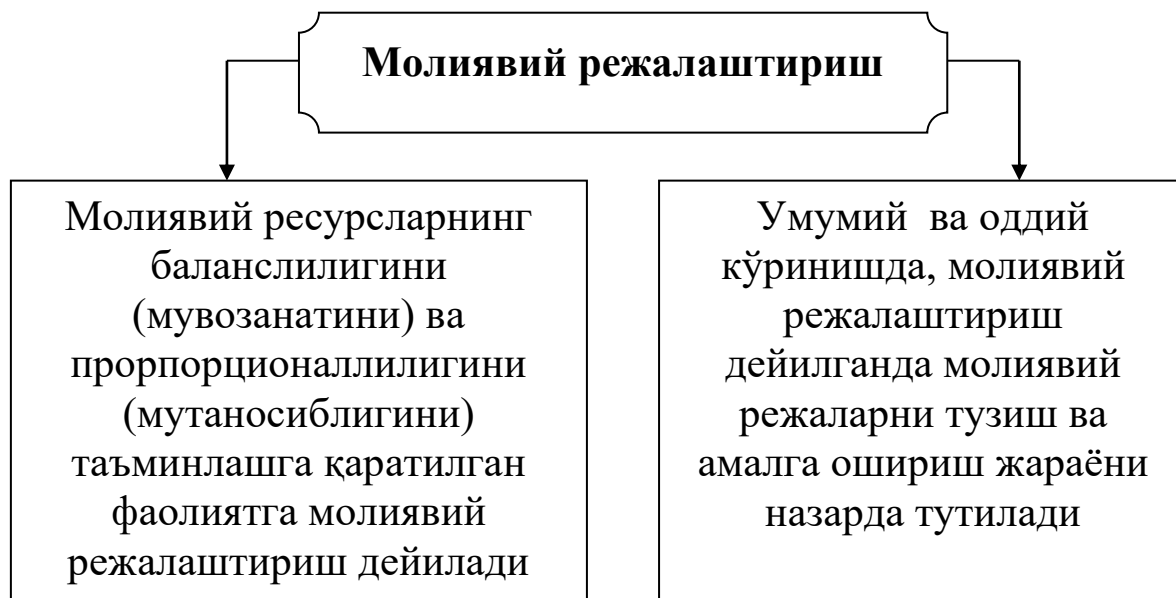 Молиявий режалаштириш
Молиявий ресурсларнинг
баланслилигини
(мувозанатини) ва
прорпорционаллилигини
(мутаносиблигини)
таъминлашга қаратилган
фаолиятга молиявий
режалаштириш дейилади
Умумий ва оддий
кўринишда, молиявий
режалаштириш
дейилганда молиявий
режаларни тузиш ва
амалга ошириш жараёни
назарда тутилади